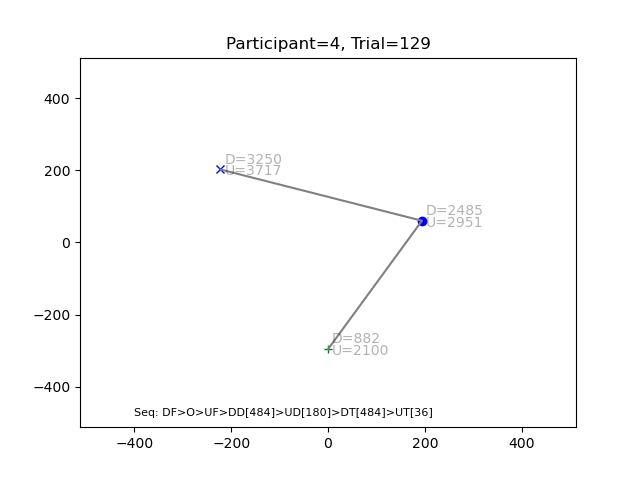 Participant=4, Trial=129
400
200
0
−200
−400
D=3250
U=3717
D=2485
U=2951
D=882
U=2100
Seq: DF>O>UF>DD[484]>UD[180]>DT[484]>UT[36]
−400
−200
0
200
400